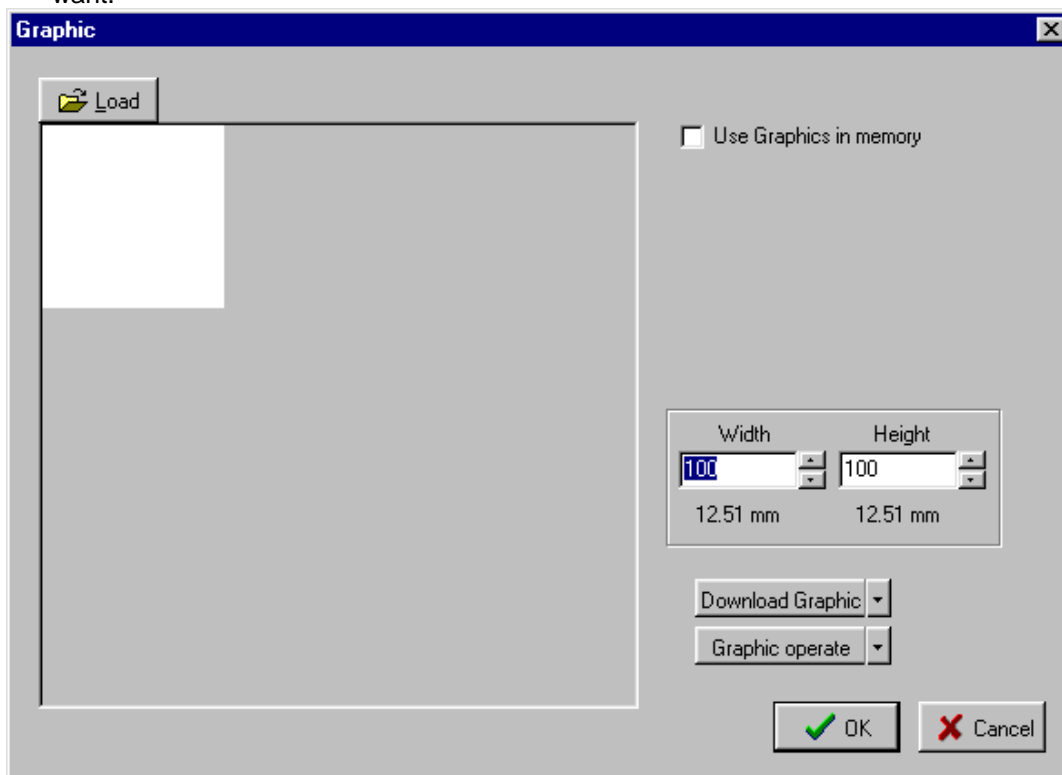 want.
Graphic
Load
Use Graphics in memory
Width Height
100 100
12.51 mm 12.51 mm
Download Graphic
Graphic operate
OK Cancel